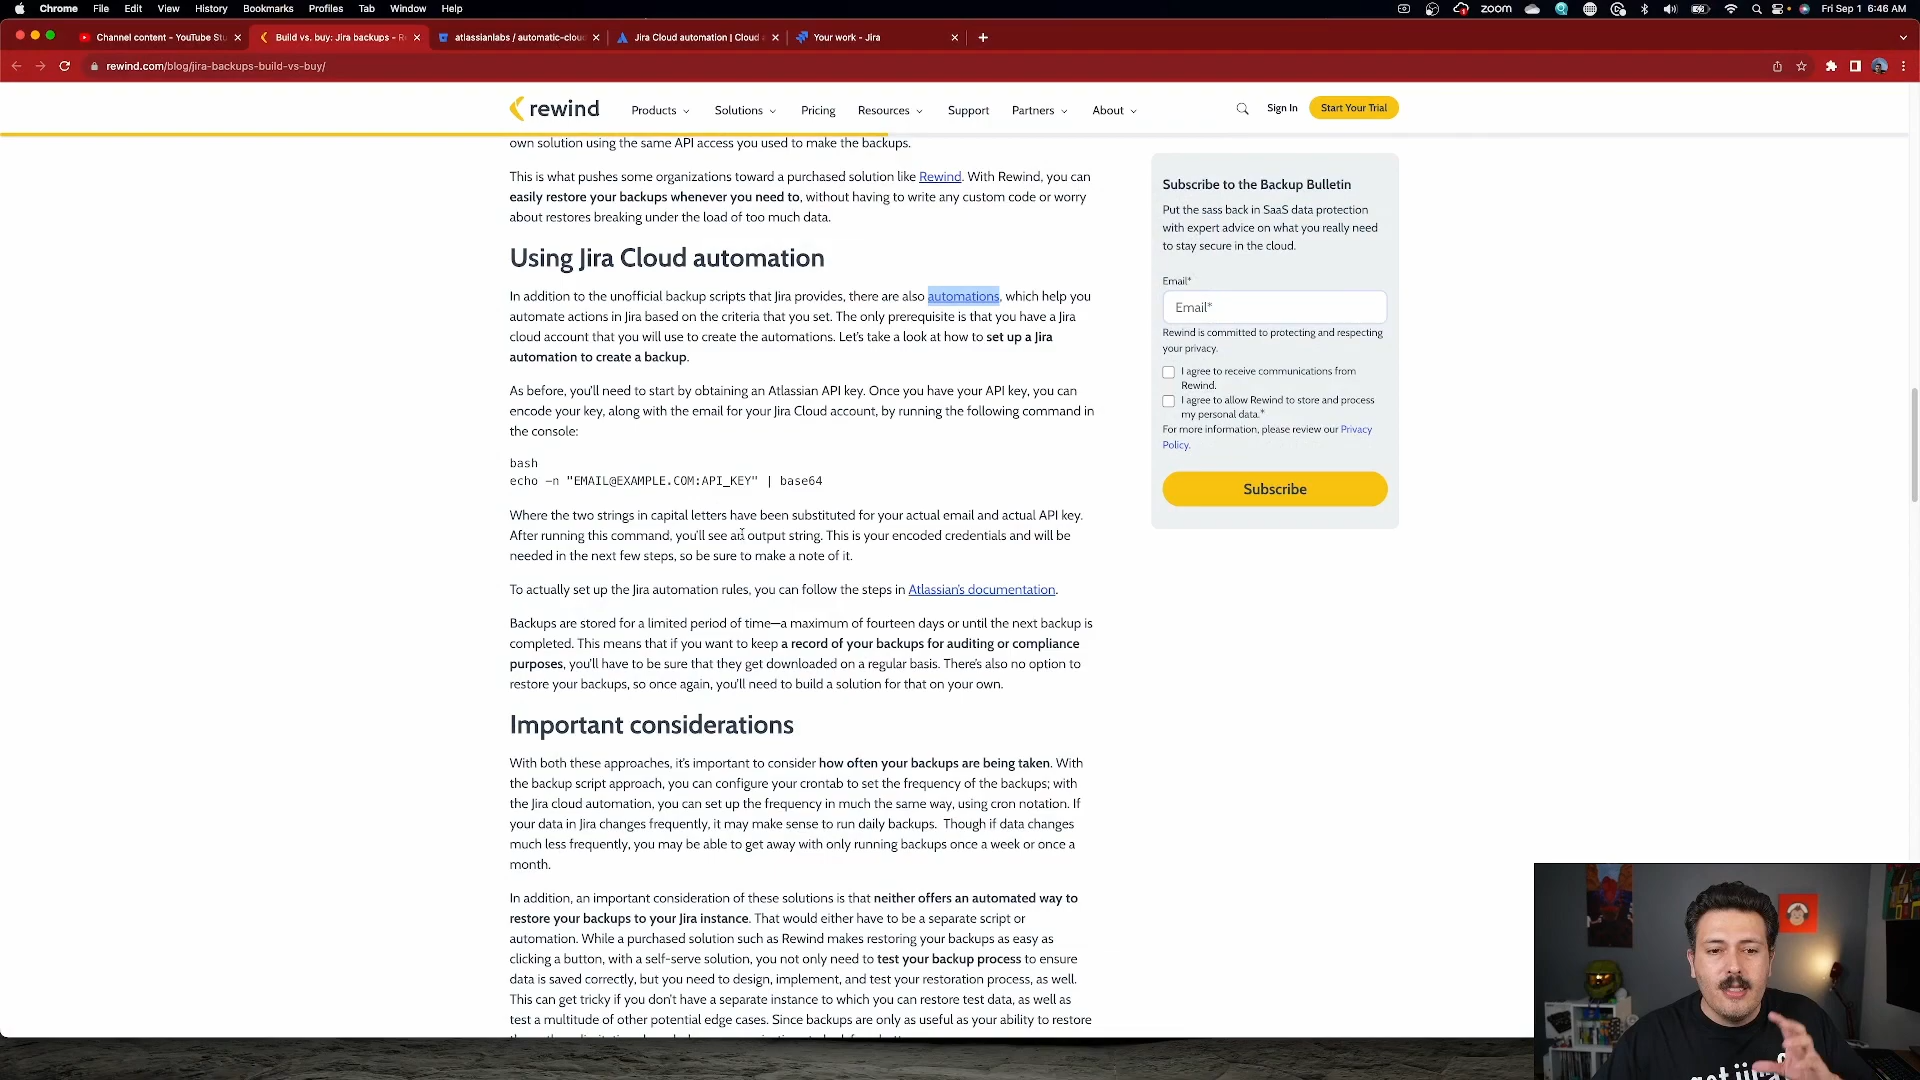 Chrome File Edit View History Bookmarks Profiles Tab Window Help
zoom
Fri Sep 1 6:46 AM
Channel content - YouTube Stu
Build vs. buy: Jira backups - R
atlassianlabs / automatic-clou
Jira Cloud automation | Cloud
Your work - Jira
rewind.com/blog/jira-backups-build-vs-buy/
rewind
Products
Solutions
Pricing
Resources
Support
Partners
About
Sign In
Start Your Trial
own solution using the same API access you used to make the backups.
This is what pushes some organizations toward a purchased solution like Rewind. With Rewind, you can
easily restore your backups whenever you need to, without having to write any custom code or worry
about restores breaking under the load of too much data.
Using Jira Cloud automation
In addition to the unofficial backup scripts that Jira provides, there are also automations, which help you
automate actions in Jira based on the criteria that you set. The only prerequisite is that you have a Jira
cloud account that you will use to create the automations. Let's take a look at how to set up a Jira
automation to create a backup.
As before, you'll need to start by obtaining an Atlassian API key. Once you have your API key, you can
encode your key, along with the email for your Jira Cloud account, by running the following command in
the console:
bash
echo -n "EMAIL@EXAMPLE.COM:API_KEY" | base64
Where the two strings in capital letters have been substituted for your actual email and actual API key.
After running this command, you'll see an output string. This is your encoded credentials and will be
needed in the next few steps, so be sure to make a note of it.
To actually set up the Jira automation rules, you can follow the steps in Atlassian's documentation.
Backups are stored for a limited period of time—a maximum of fourteen days or until the next backup is
completed. This means that if you want to keep a record of your backups for auditing or compliance
purposes, you'll have to be sure that they get downloaded on a regular basis. There's also no option to
restore your backups, so once again, you'll need to build a solution for that on your own.
Important considerations
With both these approaches, it's important to consider how often your backups are being taken. With
the backup script approach, you can configure your crontab to set the frequency of the backups; with
the Jira cloud automation, you can set up the frequency in much the same way, using cron notation. If
your data in Jira changes frequently, it may make sense to run daily backups. Though if data changes
much less frequently, you may be able to get away with only running backups once a week or once a
month.
In addition, an important consideration of these solutions is that neither offers an automated way to
restore your backups to your Jira instance. That would either have to be a separate script or
automation. While a purchased solution such as Rewind makes restoring your backups as easy as
clicking a button, with a self-serve solution, you not only need to test your backup process to ensure
data is saved correctly, but you need to design, implement, and test your restoration process, as well.
This can get tricky if you don't have a separate instance to which you can restore test data, as well as
test a multitude of other potential edge cases. Since backups are only as useful as your ability to restore
Subscribe to the Backup Bulletin
Put the sass back in SaaS data protection
with expert advice on what you really need
to stay secure in the cloud.
Email*
Email*
Rewind is committed to protecting and respecting
your privacy.
I agree to receive communications from
Rewind.
I agree to allow Rewind to store and process
my personal data.*
For more information, please review our Privacy
Policy.
Subscribe